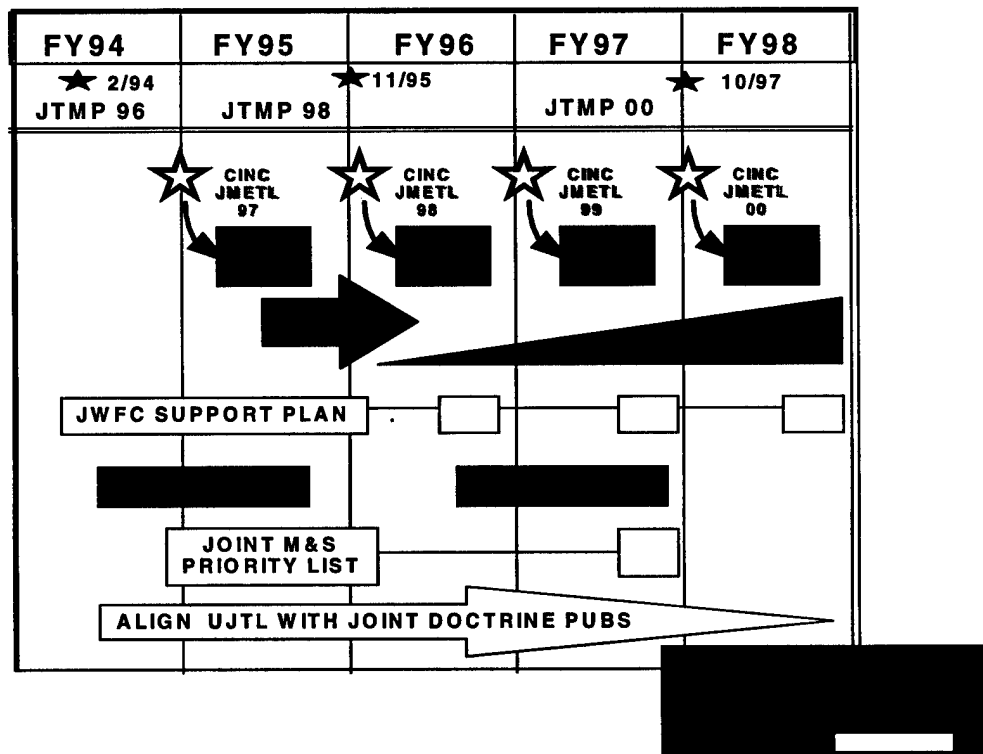 FY94 FY95 FY96 FY97 FY98
2/94 11/95 10/97
JTMP 96 JTMP 98 JTMP 00
CINC JMETL 97
CINC JMETL 98
CINC JMETL 99
CINC JMETL 00
JWFC SUPPORT PLAN
JOINT M&S
PRIORITY LIST
ALIGN UJTL WITH JOINT DOCTRINE PUBS